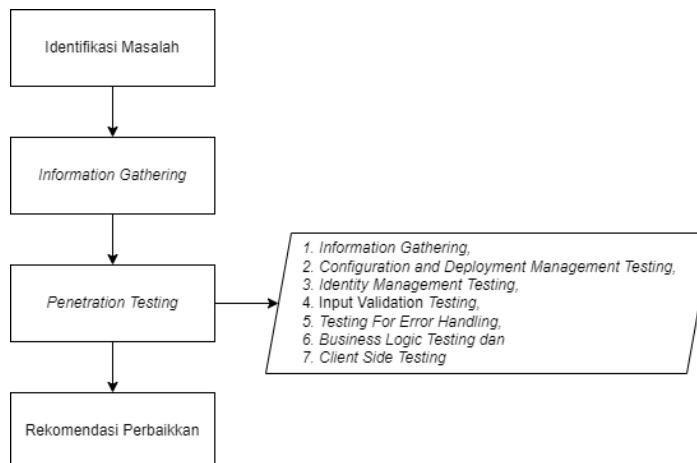 Identifikasi Masalah
Information Gathering
Penetration Testing
1. Information Gathering,
2. Configuration and Deployment Management Testing,
3. Identity Management Testing,
4. Input Validation Testing,
5. Testing For Error Handling,
6. Business Logic Testing dan
7. Client Side Testing
Rekomendasi Perbaikkan